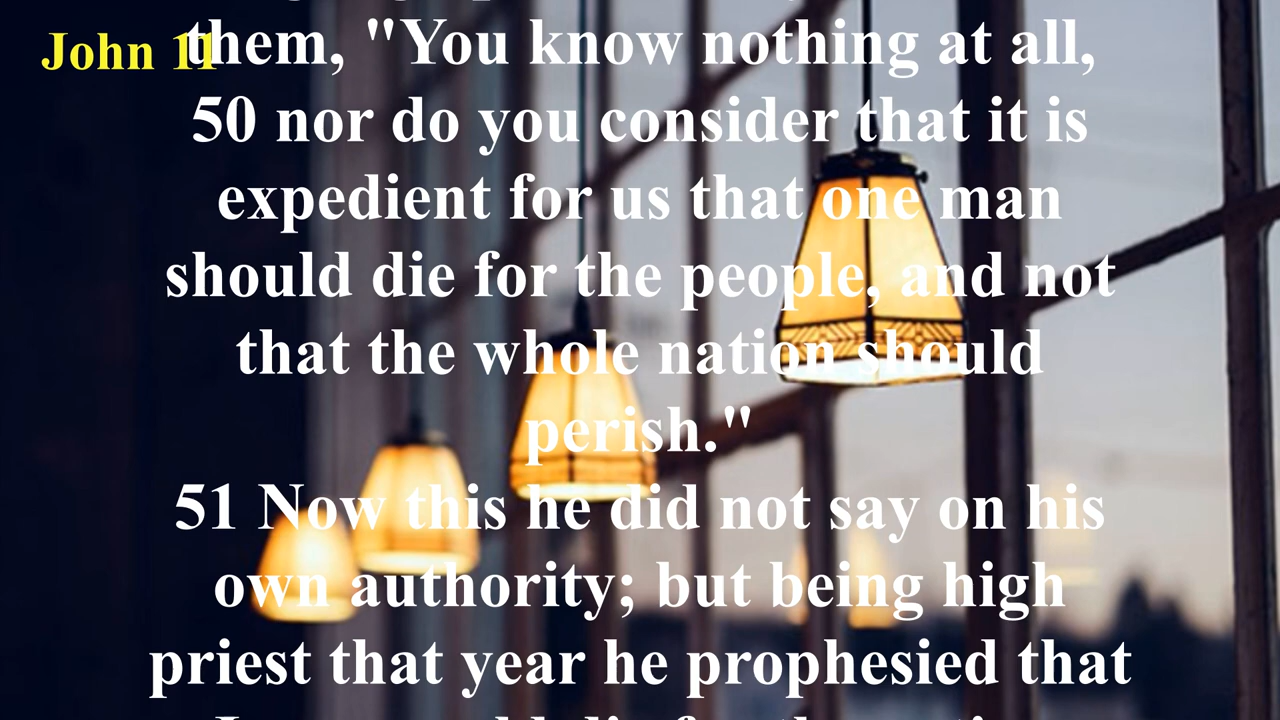 John 11
them, "You know nothing at all,
50 nor do you consider that it is
expedient for us that one man
should die for the people, and not
that the whole nation should
perish."
51 Now this he did not say on his
own authority; but being high
priest that year he prophesied that